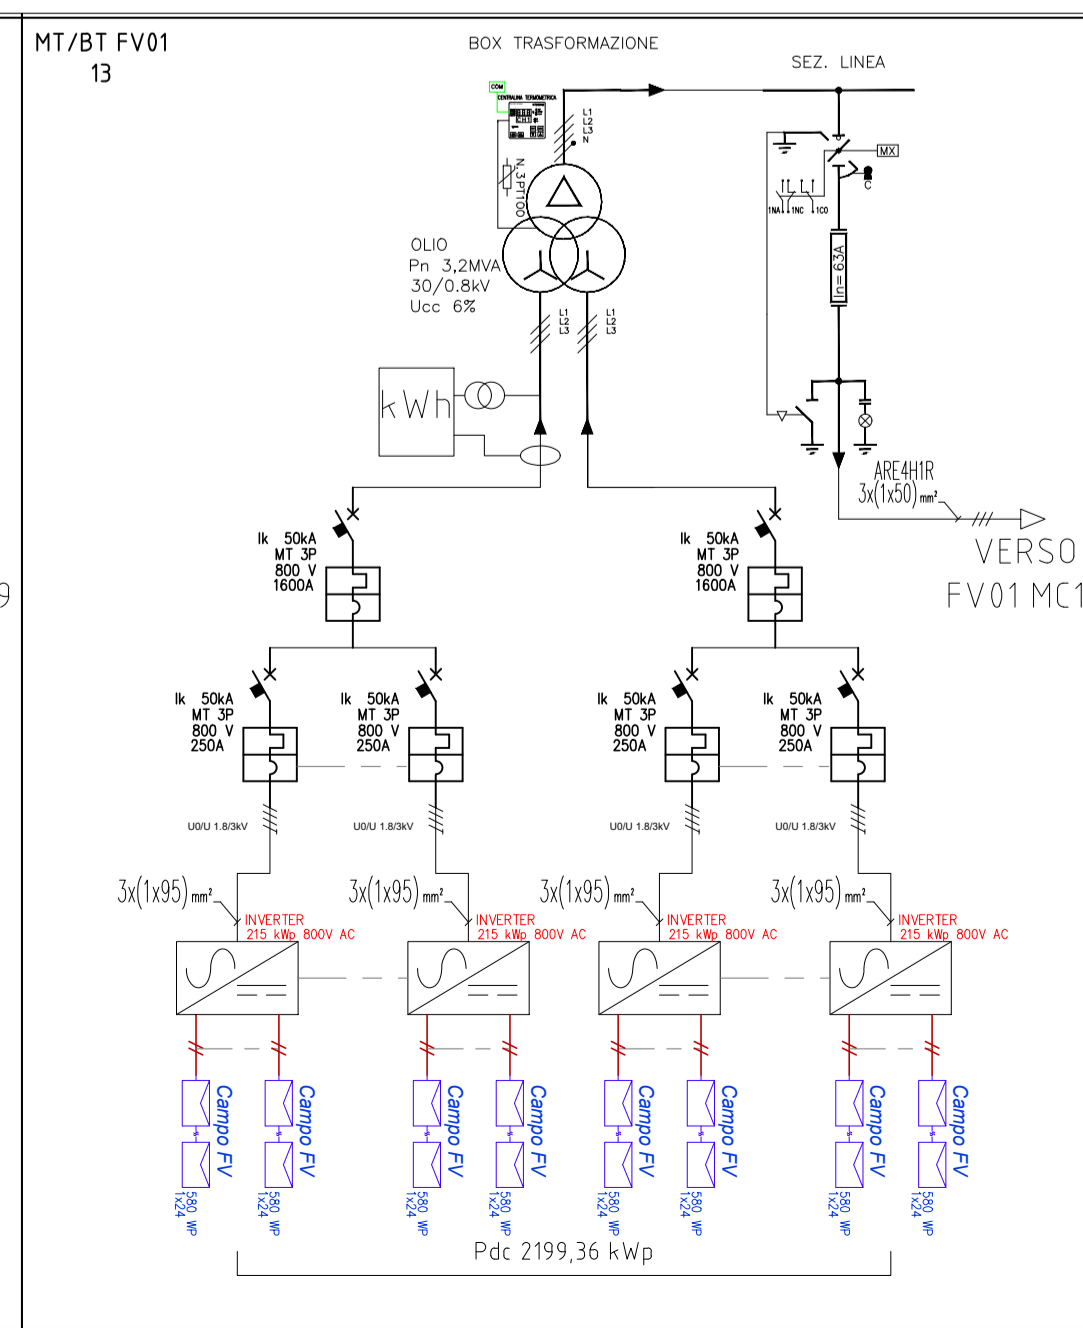 MT/BT FV01
13
BOX TRASFORMAZIONE
SEZ. LINEA
COM
CENTRALINA TERMOMETRICA
CH1
N.3PT100
L1
L2
L3
N
MX
C
1NA
1NC
1CO
In=63A
OLIO
Pn 3,2MVA
30/0.8kV
Ucc 6%
L1
L2
L3
L1
L2
L3
kWh
ARE4H1R
3x(1x50)mm²
VERSO
FV01 MC1
9
Ik 50kA
MT 3P
800 V
1600A
Ik 50kA
MT 3P
800 V
1600A
Ik 50kA
MT 3P
800 V
250A
Ik 50kA
MT 3P
800 V
250A
Ik 50kA
MT 3P
800 V
250A
Ik 50kA
MT 3P
800 V
250A
U0/U 1.8/3kV
U0/U 1.8/3kV
U0/U 1.8/3kV
U0/U 1.8/3kV
3x(1x95)mm²
3x(1x95)mm²
3x(1x95)mm²
3x(1x95)mm²
INVERTER
215 kWp 800V AC
INVERTER
215 kWp 800V AC
INVERTER
215 kWp 800V AC
INVERTER
215 kWp 800V AC
Campo FV
Campo FV
Campo FV
Campo FV
Campo FV
Campo FV
Campo FV
Campo FV
580 WP
1x24
580 WP
1x24
580 WP
1x24
580 WP
1x24
580 WP
1x24
580 WP
1x24
580 WP
1x24
580 WP
1x24
Pdc 2199,36 kWp